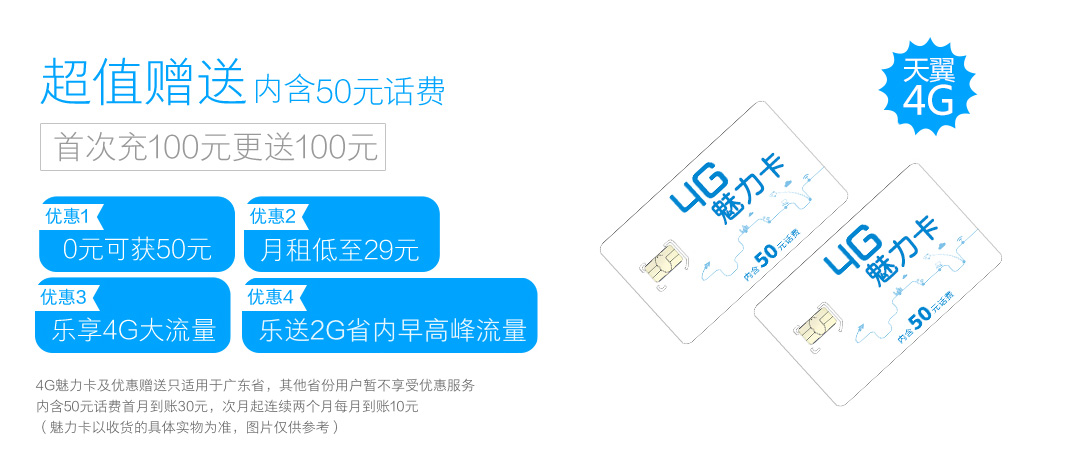 超值赠送 内含50元话费
首次充100元更送100元
优惠1
0元可获50元
优惠2
月租低至29元
优惠3
乐享4G大流量
优惠4
乐送2G省内早高峰流量
4G魅力卡及优惠赠送只适用于广东省，其他省份用户暂不享受优惠服务
内含50元话费首月到账30元，次月起连续两个月每月到账10元
（魅力卡以收货的具体实物为准，图片仅供参考）
天翼
4G
4G
魅力卡
内含50元话费
4G
魅力卡
内含50元话费